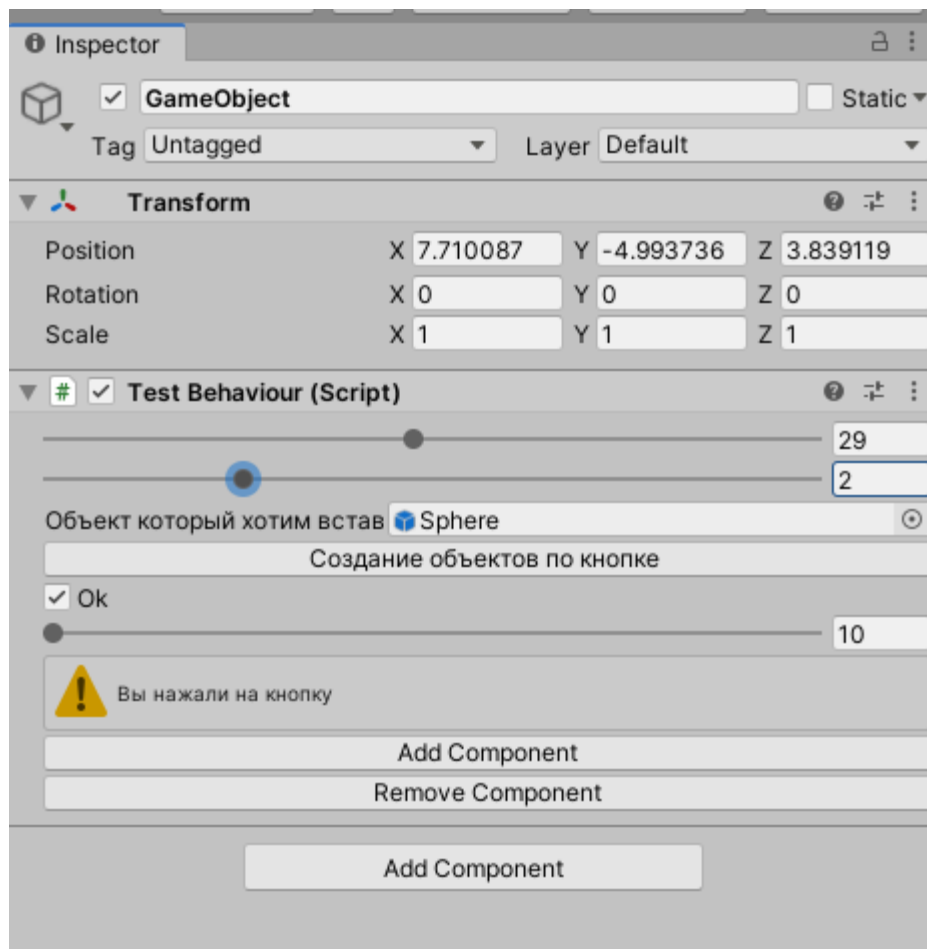 Inspector
GameObject Static
Tag Untagged Layer Default
Transform
Position X 7.710087 Y -4.993736 Z 3.839119
Rotation X 0 Y 0 Z 0
Scale X 1 Y 1 Z 1
# Test Behaviour (Script)
29
2
Объект который хотим встав Sphere
Создание объектов по кнопке
Ok
10
Вы нажали на кнопку
Add Component
Remove Component
Add Component